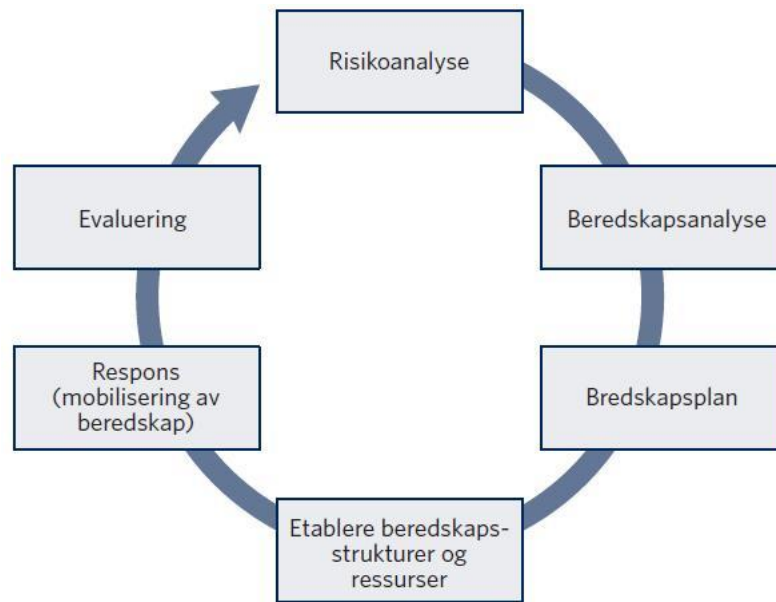 Risikoanalyse
Beredskapsanalyse
Bredskapsplan
Etablere beredskaps-
strukturer og
ressurser
Respons
(mobilisering av
beredskap)
Evaluering